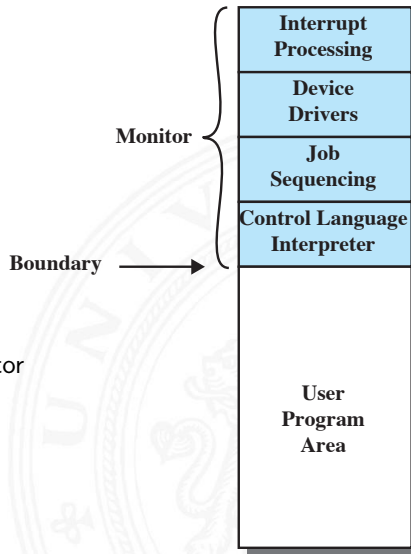 Interrupt
Processing
Device
Drivers
Monitor
Job
Sequencing
Control Language
Interpreter
Boundary
User
Program
Area